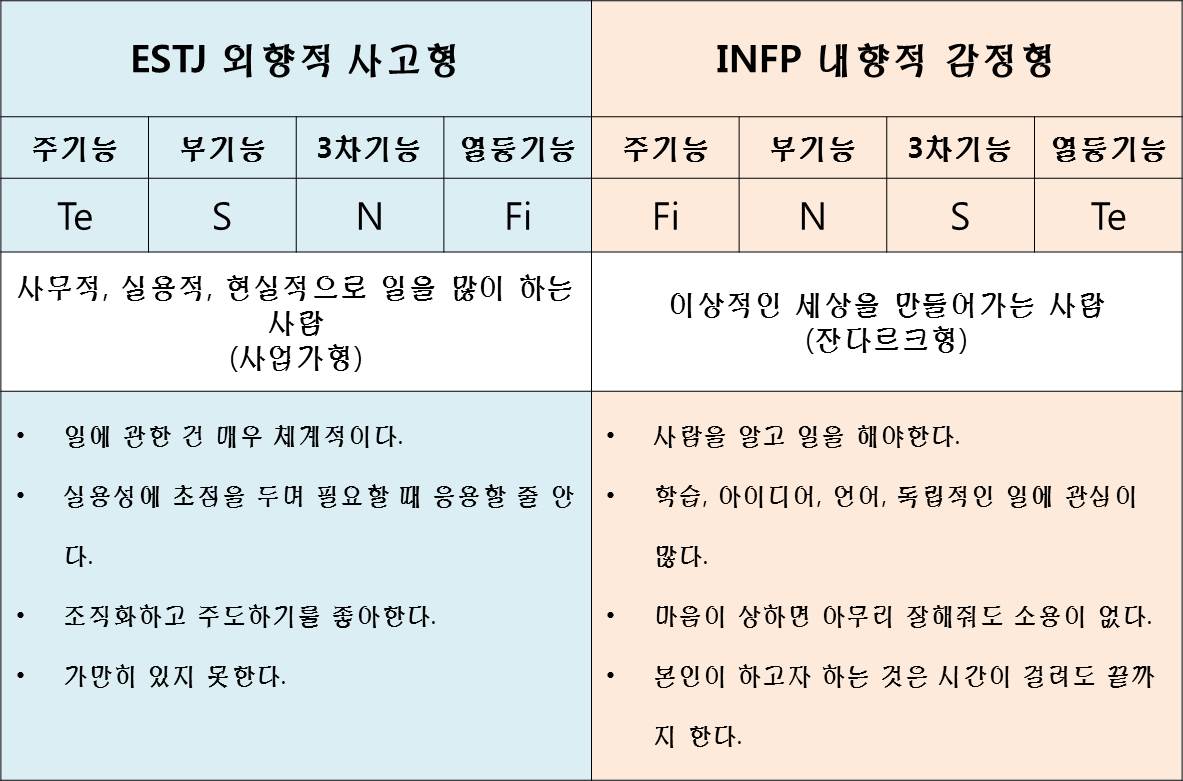 ESTJ 외향적 사고형
INFP 내향적 감정형
주기능 부기능 3차기능 열등기능 주기능 부기능 3차기능 열등기능
Te S N Fi Fi N S Te
사무적, 실용적, 현실적으로 일을 많이 하는
사람
(사업가형)
이상적인 세상을 만들어가는 사람
(잔다르크형)
• 일에 관한 건 매우 체계적이다.
• 실용성에 초점을 두며 필요할 때 응용할 줄 안
다.
• 조직화하고 주도하기를 좋아한다.
• 가만히 있지 못한다.
• 사람을 알고 일을 해야한다.
• 학습, 아이디어, 언어, 독립적인 일에 관심이
많다.
• 마음이 상하면 아무리 잘해줘도 소용이 없다.
• 본인이 하고자 하는 것은 시간이 걸려도 끝까
지 한다.